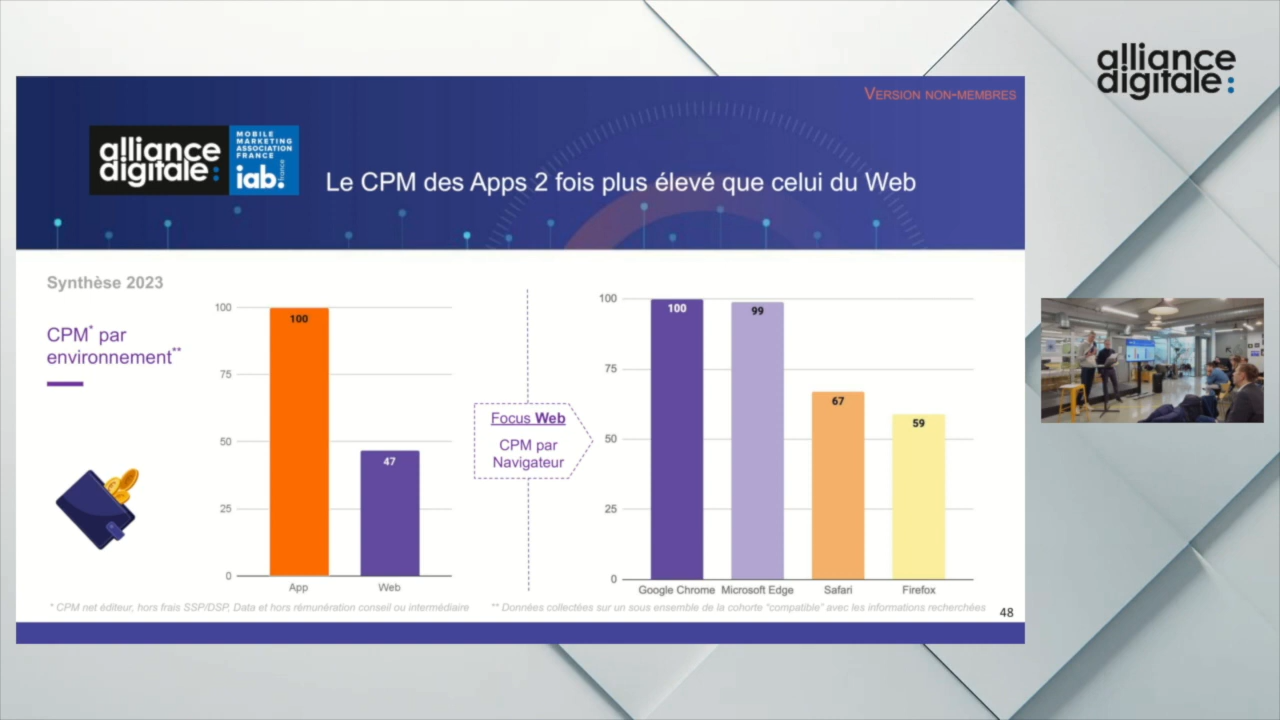 alliance
digitale:
VERSION NON-MEMBRES
alliance
digitale:
MOBILE
MARKETING
ASSOCIATION
FRANCE
iab.
france
Le CPM des Apps 2 fois plus élevé que celui du Web
Synthèse 2023
CPM* par
environnement**
100
75
50
25
0
100
47
App
Web
Focus Web
CPM par
Navigateur
100
75
50
25
0
100
99
67
59
Google Chrome
Microsoft Edge
Safari
Firefox
* CPM net éditeur, hors frais SSP/DSP, Data et hors rémunération conseil ou intermédiaire
** Données collectées sur un sous ensemble de la cohorte "compatible" avec les informations recherchées
48